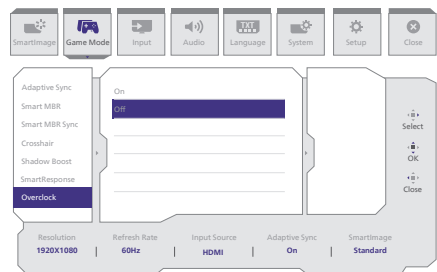 SmartImage
Game Mode
Input
Audio
TXT
Language
System
Setup
Close
Adaptive Sync
Smart MBR
Smart MBR Sync
Crosshair
Shadow Boost
SmartResponse
Overclock
On
Off
Select
OK
Close
Resolution
Refresh Rate
Input Source
Adaptive Sync
SmartImage
1920X1080
60Hz
HDMI
On
Standard